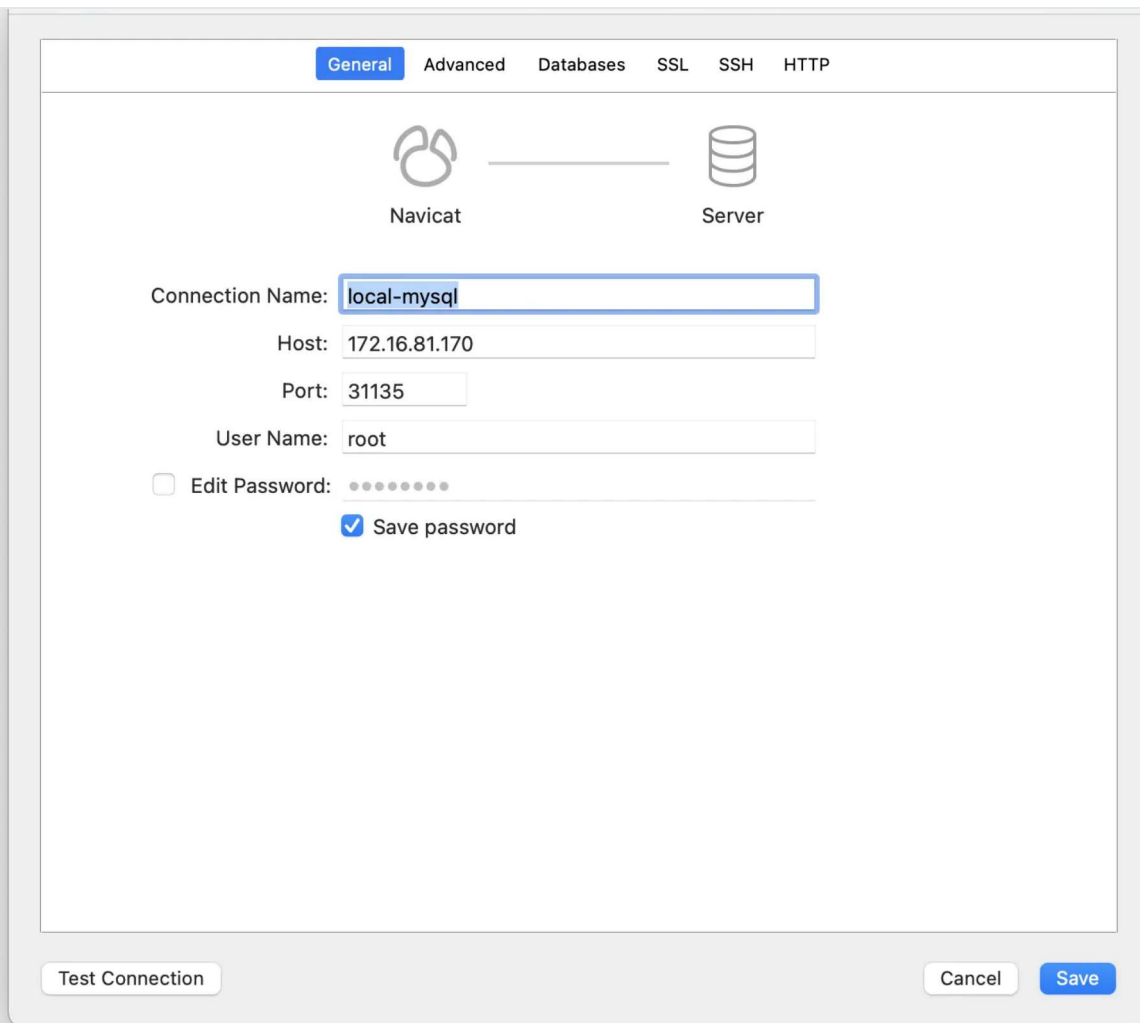 General Advanced Databases SSL SSH HTTP
Navicat Server
Connection Name: local-mysql
Host: 172.16.81.170
Port: 31135
User Name: root
Edit Password: ••••••••
Save password
Test Connection Cancel Save